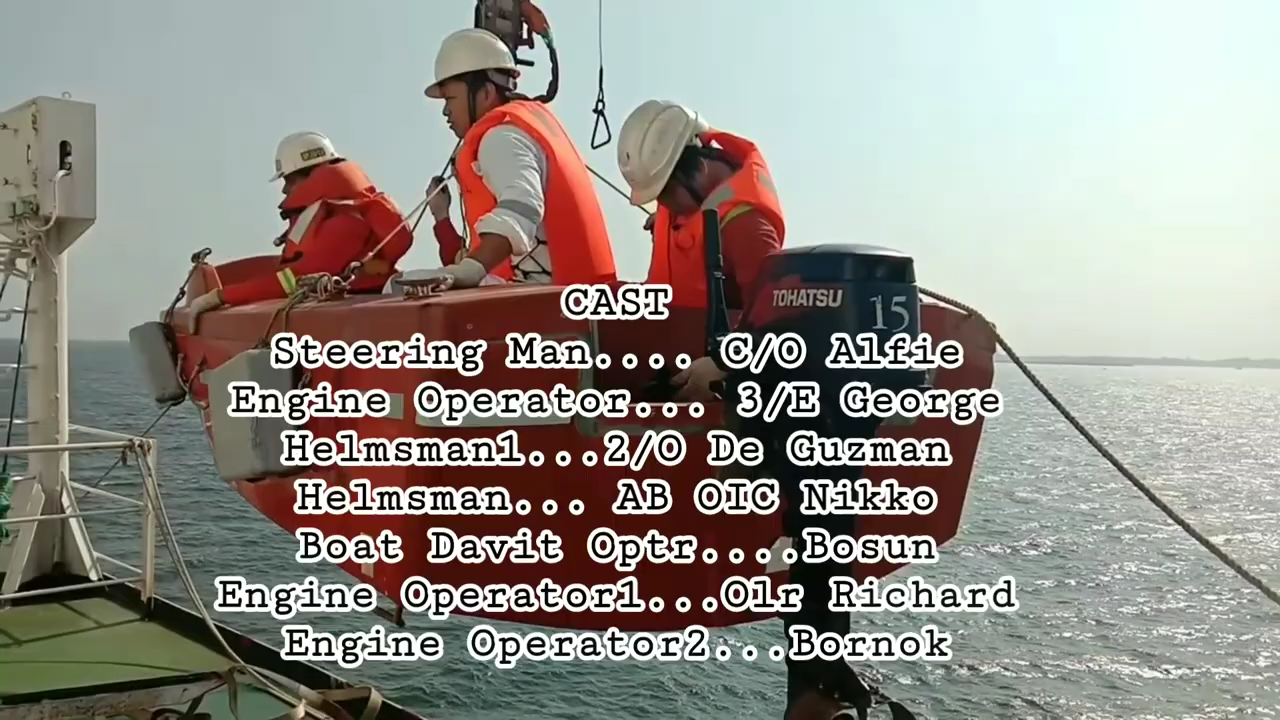 CAST
Steering Man.... C/O Alfie
Engine Operator... 3/E George
Helmsman1...2/O De Guzman
Helmsman... AB OIC Nikko
Boat Davit Optr....Bosun
Engine Operator1...Olr Richard
Engine Operator2...Bornok
TOHATSU
15